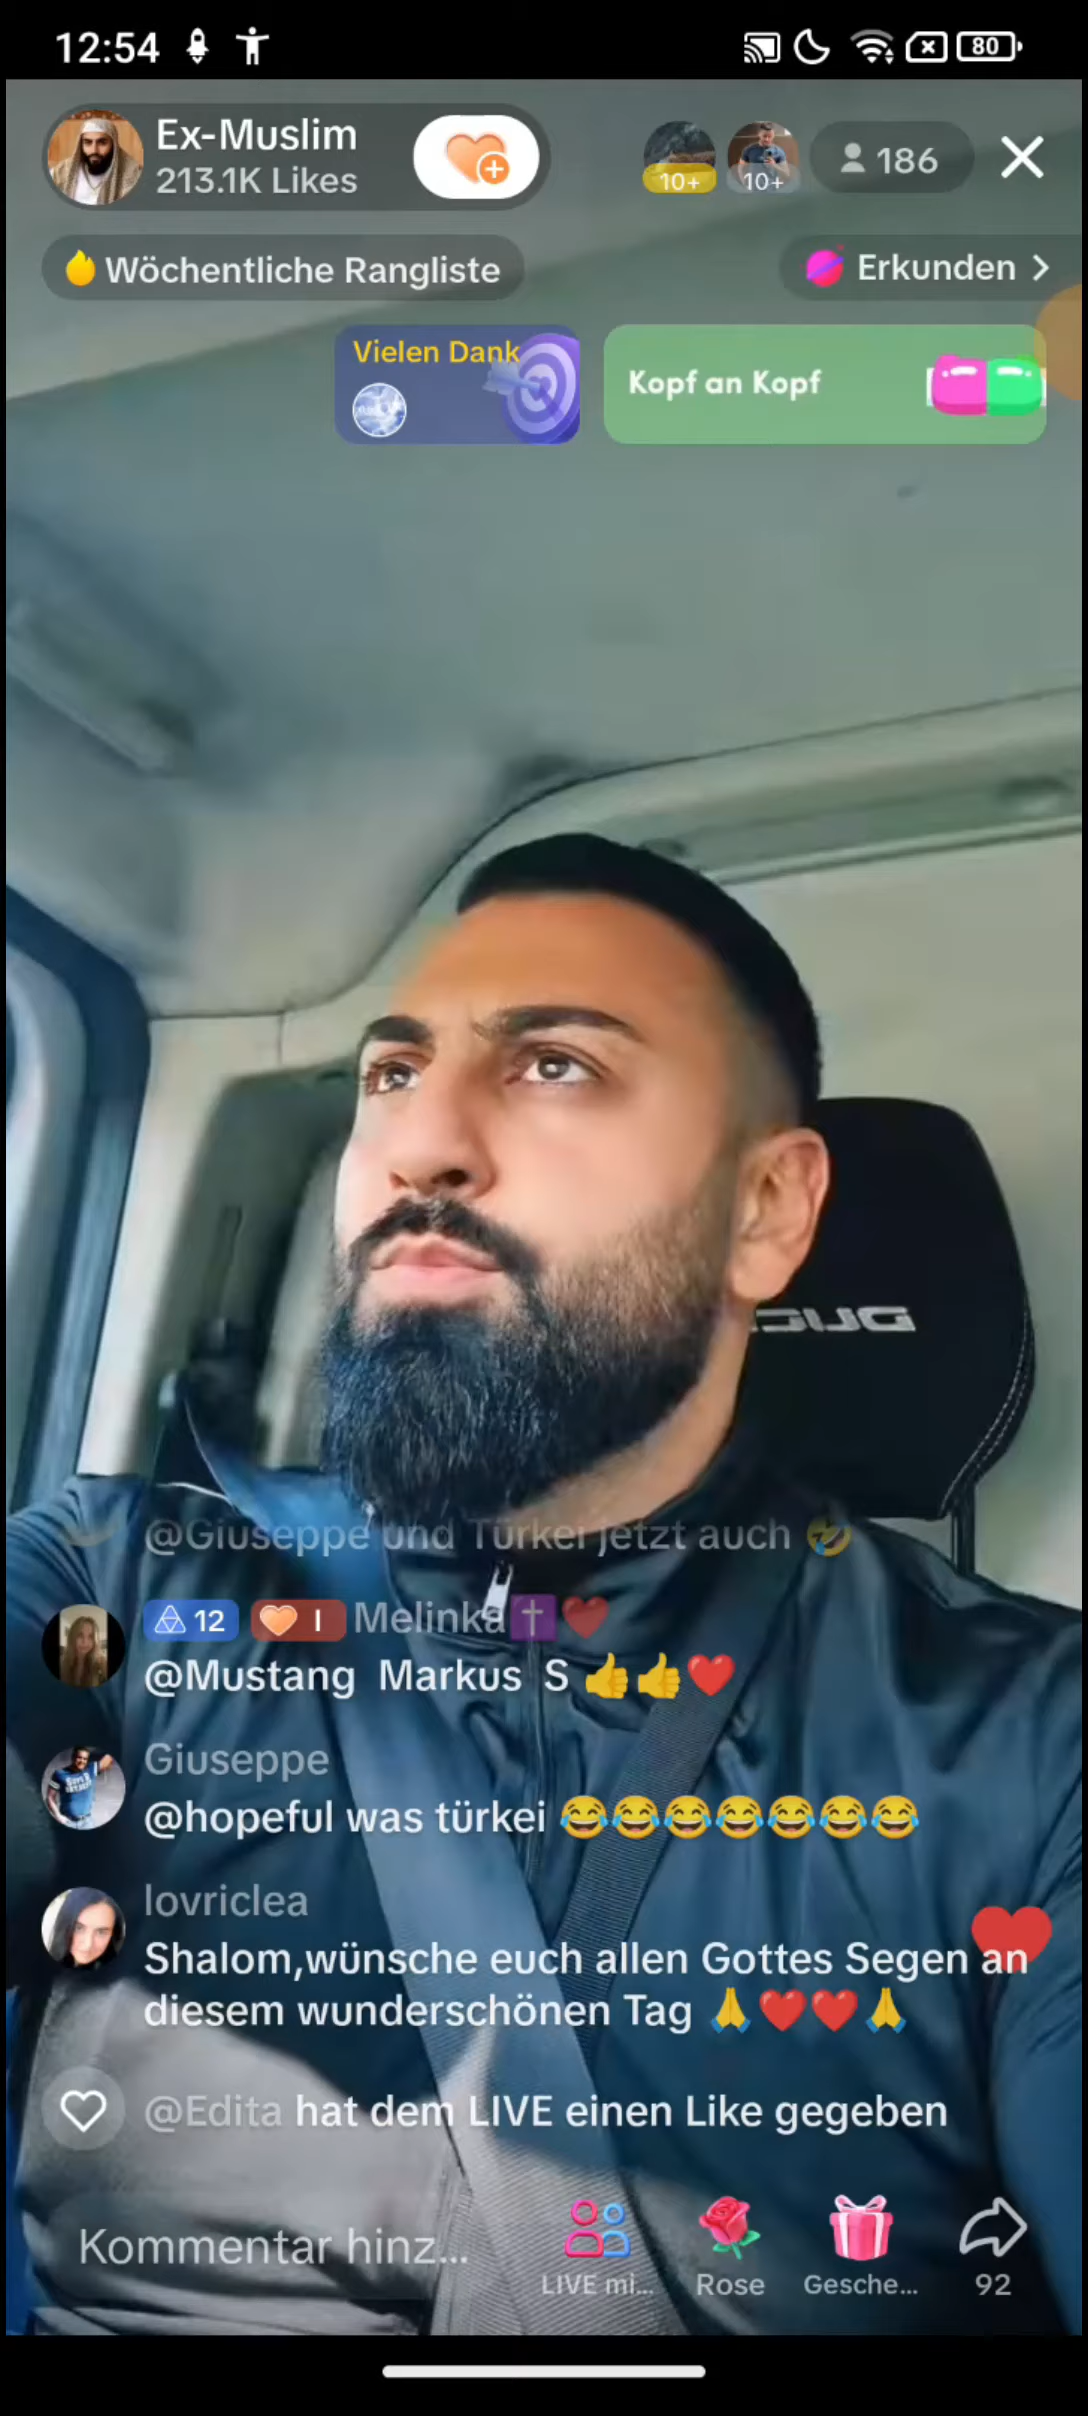 12:54
80
Ex-Muslim
213.1K Likes
10+
10+
186
Wöchentliche Rangliste
Erkunden
Vielen Dank
Kopf an Kopf
@Giuseppe und Türkei jetzt auch 🤣
12
I
Melinka✝️❤️
@Mustang Markus S 👍👍❤️
Giuseppe
@hopeful was türkei 😂😂😂😂😂😂😂
lovriclea
Shalom,wünsche euch allen Gottes Segen an
diesem wunderschönen Tag 🙏❤️❤️🙏
@Edita hat dem LIVE einen Like gegeben
Kommentar hinz...
LIVE mi...
Rose
Gesche...
92